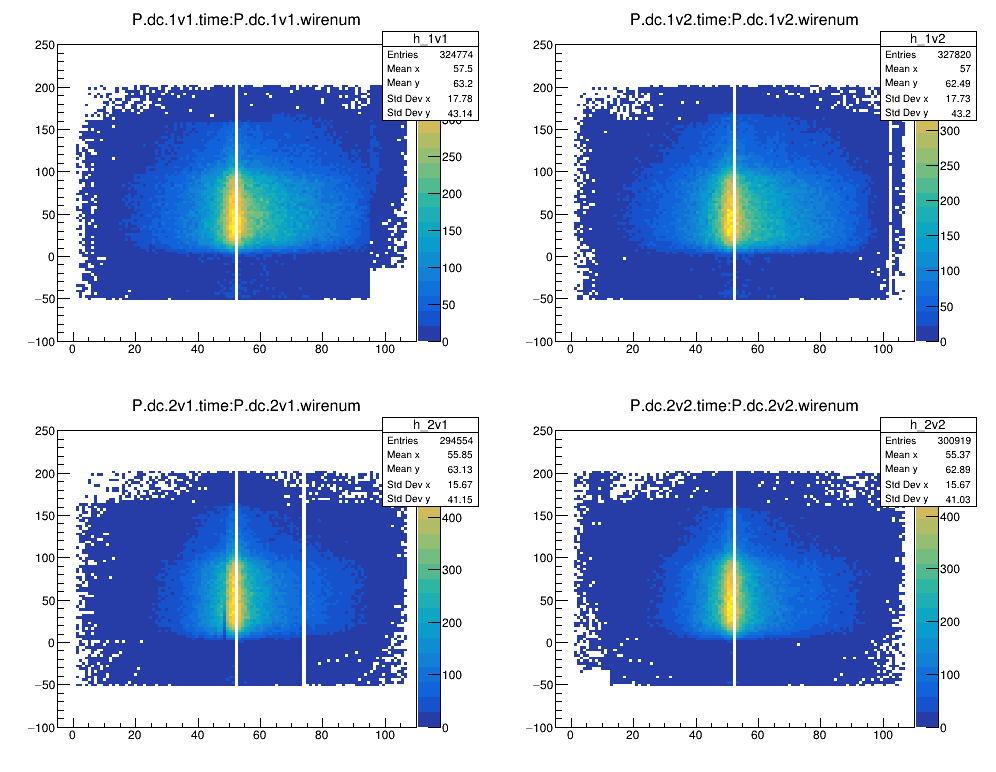 P.dc.1v1.time:P.dc.1v1.wirenum
h_1v1
Entries 324774
Mean x 57.5
Mean y 63.2
Std Dev x 17.78
Std Dev y 43.14
250
200
150
100
50
0
−50
−100
0 20 40 60 80 100
300
250
200
150
100
50
0
P.dc.1v2.time:P.dc.1v2.wirenum
h_1v2
Entries 327820
Mean x 57
Mean y 62.49
Std Dev x 17.73
Std Dev y 43.2
250
200
150
100
50
0
−50
−100
0 20 40 60 80 100
300
250
200
150
100
50
0
P.dc.2v1.time:P.dc.2v1.wirenum
h_2v1
Entries 294554
Mean x 55.85
Mean y 63.13
Std Dev x 15.67
Std Dev y 41.15
250
200
150
100
50
0
−50
−100
0 20 40 60 80 100
400
300
200
100
0
P.dc.2v2.time:P.dc.2v2.wirenum
h_2v2
Entries 300919
Mean x 55.37
Mean y 62.89
Std Dev x 15.67
Std Dev y 41.03
250
200
150
100
50
0
−50
−100
0 20 40 60 80 100
400
300
200
100
0